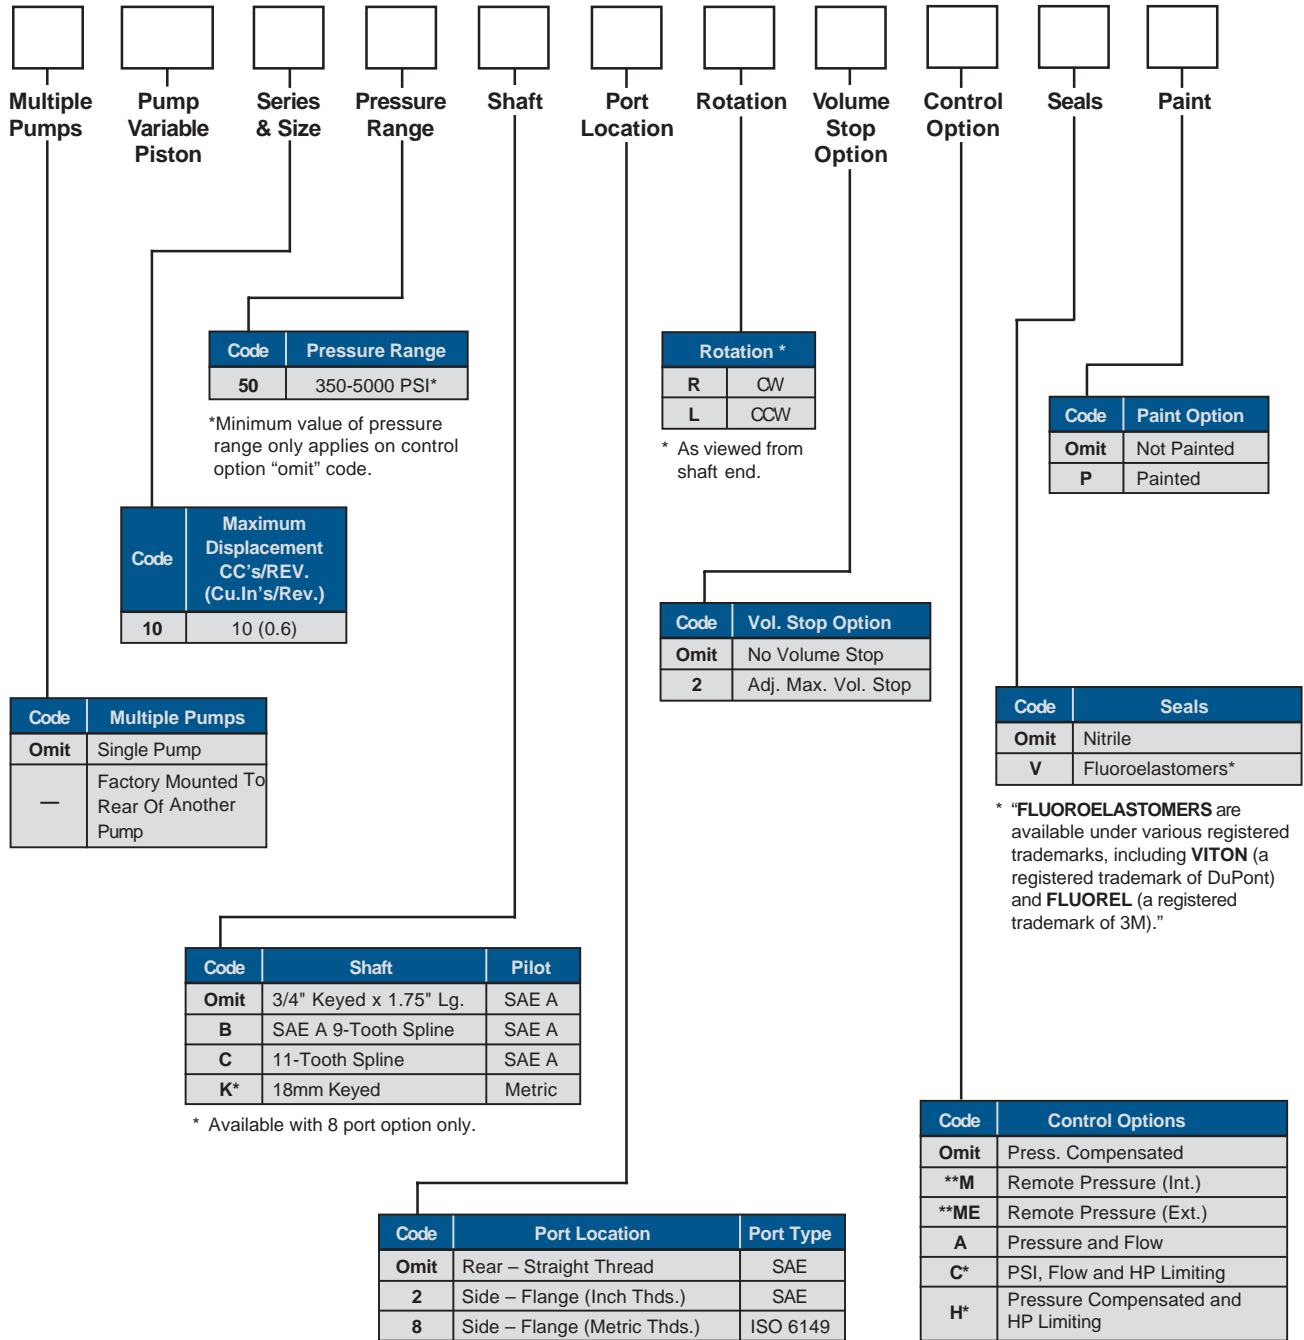 Multiple Pumps
Pump Variable Piston
Series & Size
Pressure Range
Shaft
Port Location
Rotation
Volume Stop Option
Control Option
Seals
Paint
Code Pressure Range
50 350-5000 PSI*
*Minimum value of pressure
range only applies on control
option “omit” code.
Rotation *
R CW
L CCW
* As viewed from
shaft end.
Code Paint Option
Omit Not Painted
P Painted
Code Maximum Displacement CC's/REV. (Cu.In's/Rev.)
10 10 (0.6)
Code Vol. Stop Option
Omit No Volume Stop
2 Adj. Max. Vol. Stop
Code Multiple Pumps
Omit Single Pump
— Factory Mounted To
Rear Of Another
Pump
Code Seals
Omit Nitrile
V Fluoroelastomers*
* “FLUOROELASTOMERS are
available under various registered
trademarks, including VITON (a
registered trademark of DuPont)
and FLUOREL (a registered
trademark of 3M).”
Code Shaft Pilot
Omit 3/4" Keyed x 1.75" Lg. SAE A
B SAE A 9-Tooth Spline SAE A
C 11-Tooth Spline SAE A
K* 18mm Keyed Metric
* Available with 8 port option only.
Code Port Location Port Type
Omit Rear – Straight Thread SAE
2 Side – Flange (Inch Thds.) SAE
8 Side – Flange (Metric Thds.) ISO 6149
Code Control Options
Omit Press. Compensated
**M Remote Pressure (Int.)
**ME Remote Pressure (Ext.)
A Pressure and Flow
C* PSI, Flow and HP Limiting
H* Pressure Compensated and
HP Limiting